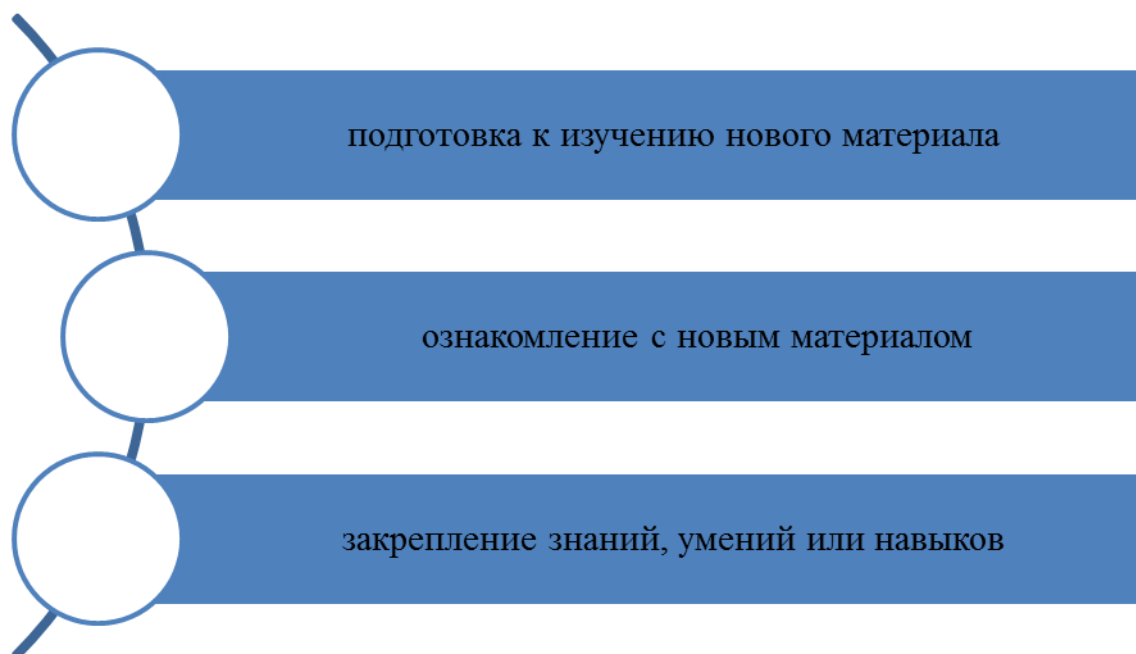 подготовка к изучению нового материала
ознакомление с новым материалом
закрепление знаний, умений или навыков